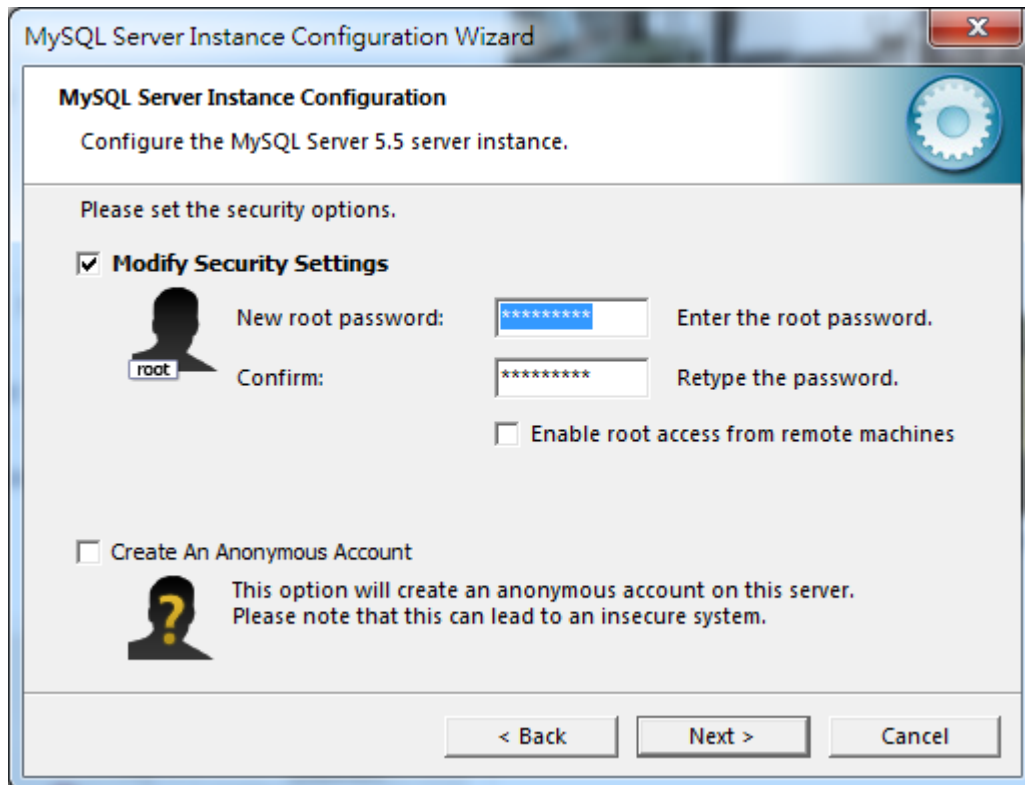 MySQL Server Instance Configuration Wizard
MySQL Server Instance Configuration
Configure the MySQL Server 5.5 server instance.
Please set the security options.
Modify Security Settings
New root password: ********* Enter the root password.
root
Confirm: ********* Retype the password.
Enable root access from remote machines
Create An Anonymous Account
This option will create an anonymous account on this server.
Please note that this can lead to an insecure system.
< Back Next > Cancel